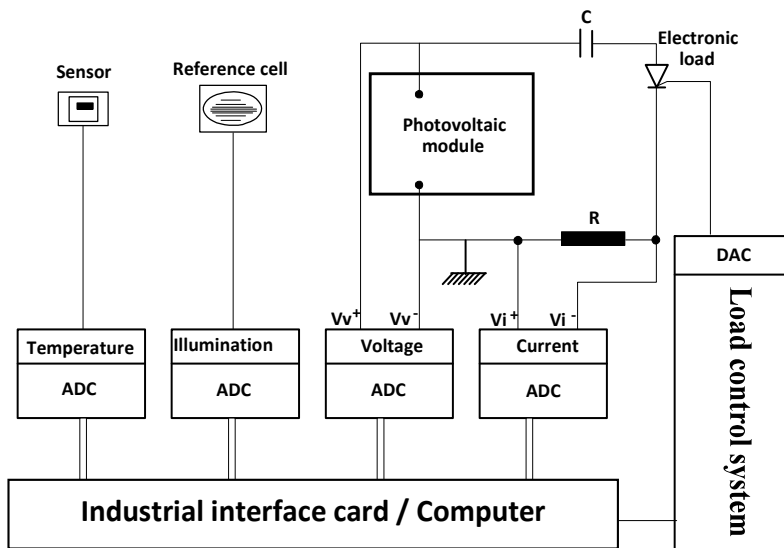 C
Electronic
load
Sensor
Reference cell
Photovoltaic
module
R
DAC
Vv+
Vv-
Vi+
Vi-
Temperature
Illumination
Voltage
Current
ADC
ADC
ADC
ADC
Load control system
Industrial interface card / Computer